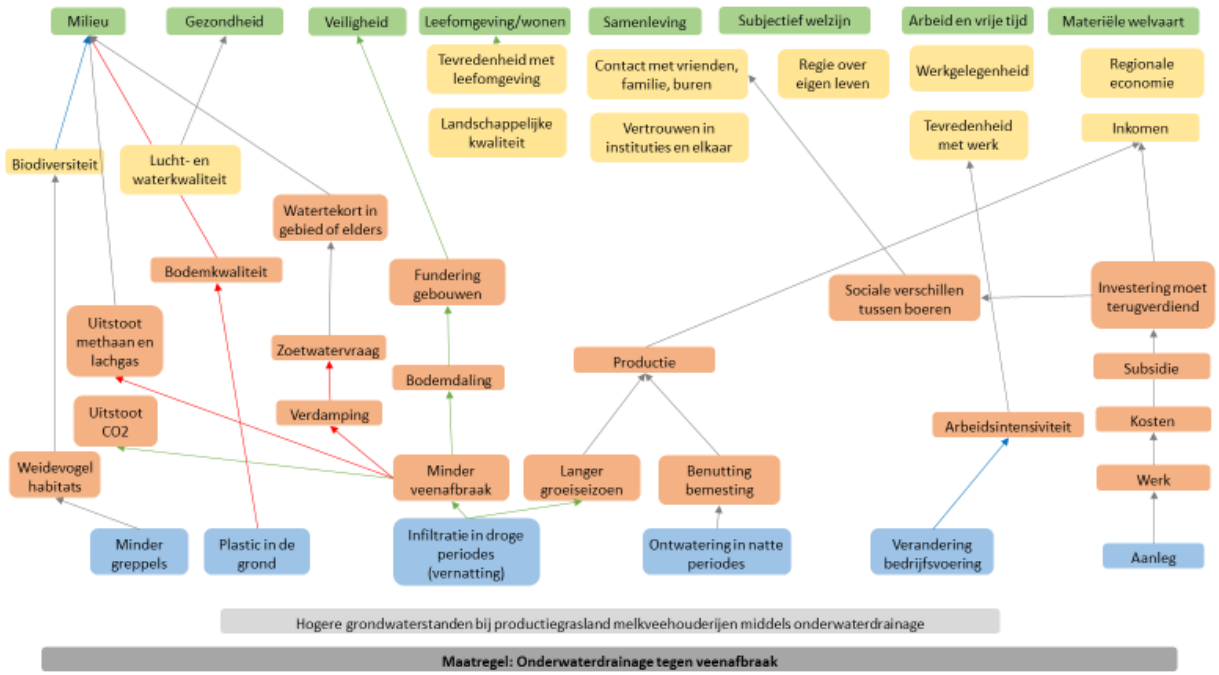 Milieu
Gezondheid
Veiligheid
Leefomgeving/wonen
Samenleving
Subjectief welzijn
Arbeid en vrije tijd
Materiële welvaart
Tevredenheid met
leefomgeving
Contact met vrienden,
familie, buren
Regie over
eigen leven
Werkgelegenheid
Regionale
economie
Landschappelijke
kwaliteit
Vertrouwen in
instituties en elkaar
Tevredenheid
met werk
Inkomen
Biodiversiteit
Lucht- en
waterkwaliteit
Watertekort in
gebied of elders
Bodemkwaliteit
Fundering
gebouwen
Sociale verschillen
tussen boeren
Investering moet
terugverdiend
Uitstoot
methaan en
lachgas
Zoetwatervraag
Productie
Subsidie
Bodemdaling
Uitstoot
CO2
Verdamping
Arbeidsintensiviteit
Kosten
Weidevogel
habitats
Minder
veenafbraak
Langer
groeiseizoen
Benutting
bemesting
Werk
Minder
greppels
Plastic in de
grond
Infiltratie in droge
periodes
(vernatting)
Ontwatering in natte
periodes
Verandering
bedrijfsvoering
Aanleg
Hogere grondwaterstanden bij productiegrasland melkveehouderijen middels onderwaterdrainage
Maatregel: Onderwaterdrainage tegen veenafbraak